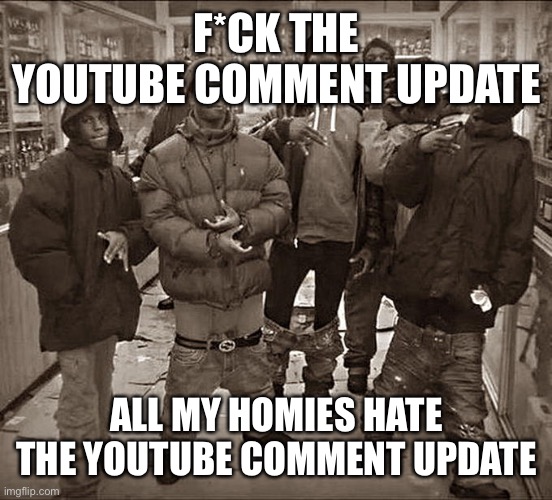 F*CK THE
YOUTUBE COMMENT UPDATE
ALL MY HOMIES HATE
THE YOUTUBE COMMENT UPDATE
imgflip.com